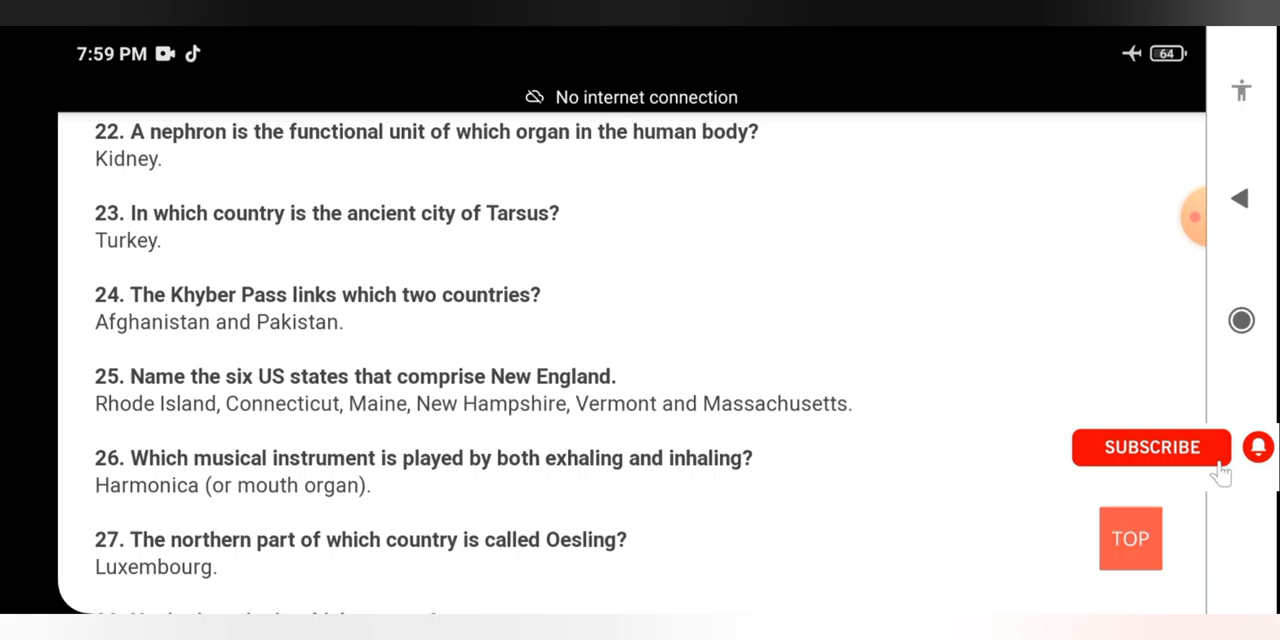 7:59 PM
64
No internet connection
22. A nephron is the functional unit of which organ in the human body?
Kidney.
23. In which country is the ancient city of Tarsus?
Turkey.
24. The Khyber Pass links which two countries?
Afghanistan and Pakistan.
25. Name the six US states that comprise New England.
Rhode Island, Connecticut, Maine, New Hampshire, Vermont and Massachusetts.
SUBSCRIBE
26. Which musical instrument is played by both exhaling and inhaling?
Harmonica (or mouth organ).
27. The northern part of which country is called Oesling?
TOP
Luxembourg.